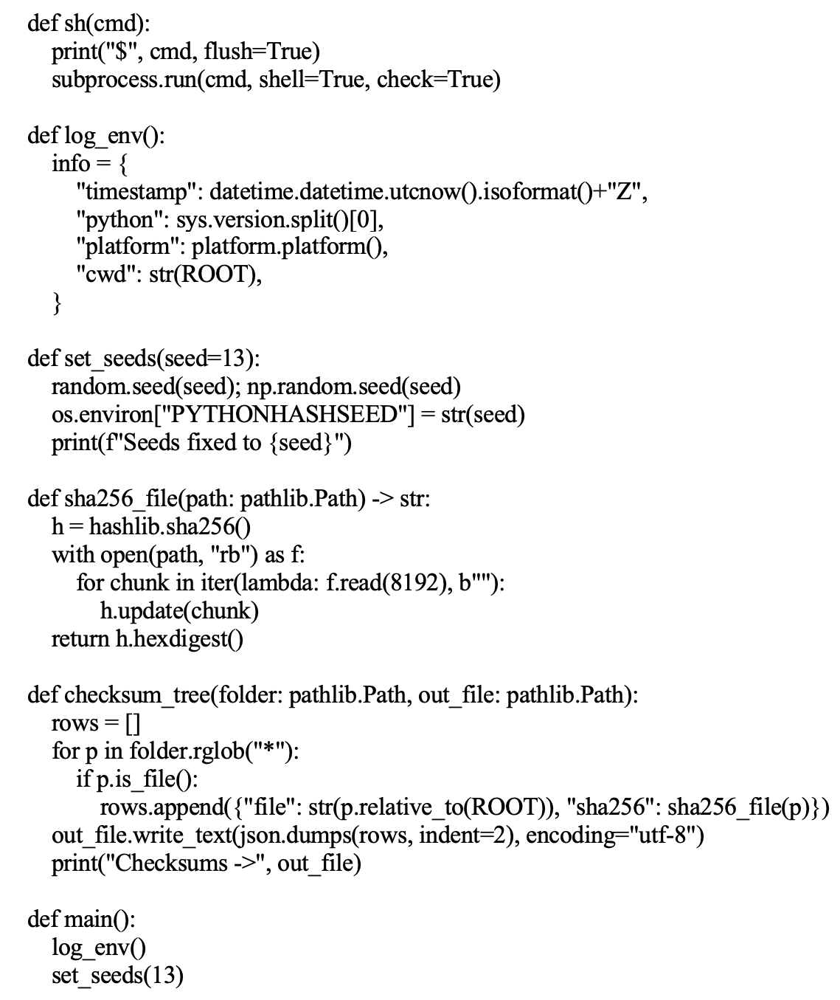 def sh(cmd):
print("$", cmd, flush=True)
subprocess.run(cmd, shell=True, check=True)
def log_env():
info = {
"timestamp": datetime.datetime.utcnow().isoformat()+"Z",
"python": sys.version.split()[0],
"platform": platform.platform(),
"cwd": str(ROOT),
}
def set_seeds(seed=13):
random.seed(seed); np.random.seed(seed)
os.environ["PYTHONHASHSEED"] = str(seed)
print(f"Seeds fixed to {seed}")
def sha256_file(path: pathlib.Path) -> str:
h = hashlib.sha256()
with open(path, "rb") as f:
for chunk in iter(lambda: f.read(8192), b""):
h.update(chunk)
return h.hexdigest()
def checksum_tree(folder: pathlib.Path, out_file: pathlib.Path):
rows = []
for p in folder.rglob("*"):
if p.is_file():
rows.append({"file": str(p.relative_to(ROOT)), "sha256": sha256_file(p)})
out_file.write_text(json.dumps(rows, indent=2), encoding="utf-8")
print("Checksums ->", out_file)
def main():
log_env()
set_seeds(13)